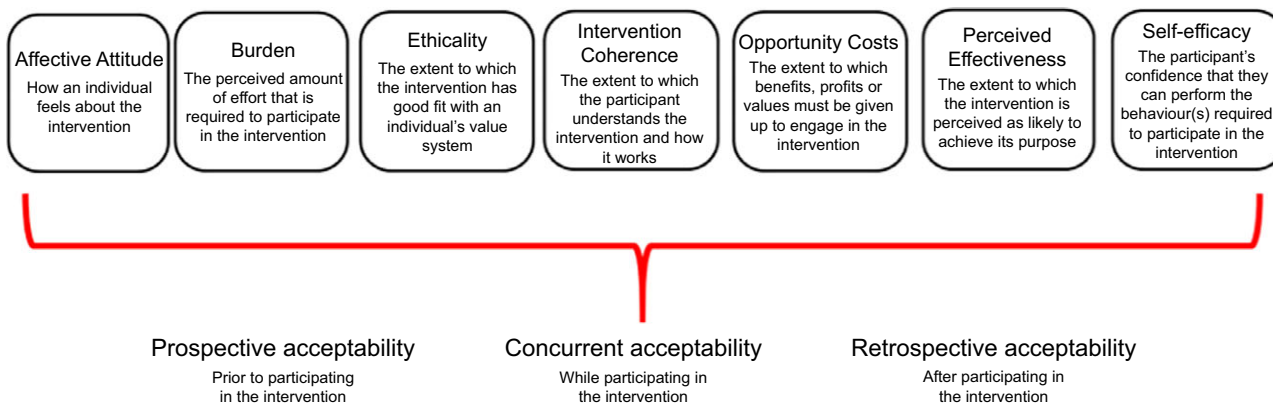 Affective Attitude
How an individual
feels about the
intervention
Burden
The perceived amount
of effort that is
required to participate
in the intervention
Ethicality
The extent to which
the intervention has
good fit with an
individual's value
system
Intervention
Coherence
The extent to which
the participant
understands the
intervention and how
it works
Opportunity Costs
The extent to which
benefits, profits or
values must be given
up to engage in the
intervention
Perceived
Effectiveness
The extent to which
the intervention is
perceived as likely to
achieve its purpose
Self-efficacy
The participant's
confidence that they
can perform the
behaviour(s) required
to participate in the
intervention
Prospective acceptability
Prior to participating
in the intervention
Concurrent acceptability
While participating in
the intervention
Retrospective acceptability
After participating in
the intervention